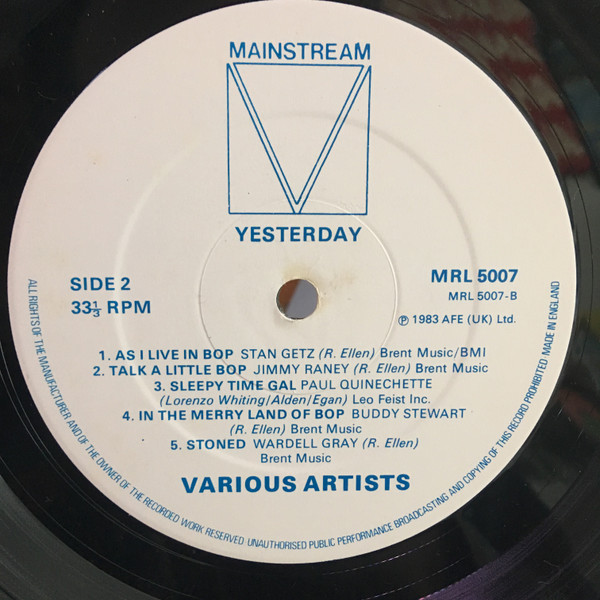 MAINSTREAM
YESTERDAY
SIDE 2
33⅓ RPM
MRL 5007
MRL 5007-B
Ⓟ 1983 AFE (UK) Ltd.
1. AS I LIVE IN BOP STAN GETZ (R. Ellen) Brent Music/BMI
2. TALK A LITTLE BOP JIMMY RANEY (R. Ellen) Brent Music
3. SLEEPY TIME GAL PAUL QUINECHETTE
(Lorenzo Whiting/Alden/Egan) Leo Feist Inc.
4. IN THE MERRY LAND OF BOP BUDDY STEWART
(R. Ellen) Brent Music
5. STONED WARDELL GRAY (R. Ellen)
Brent Music
VARIOUS ARTISTS
ALL RIGHTS OF THE MANUFACTURER AND OF THE OWNER OF THE RECORDED WORK RESERVED. UNAUTHORISED PUBLIC PERFORMANCE BROADCASTING AND COPYING OF THIS RECORD PROHIBITED MADE IN ENGLAND